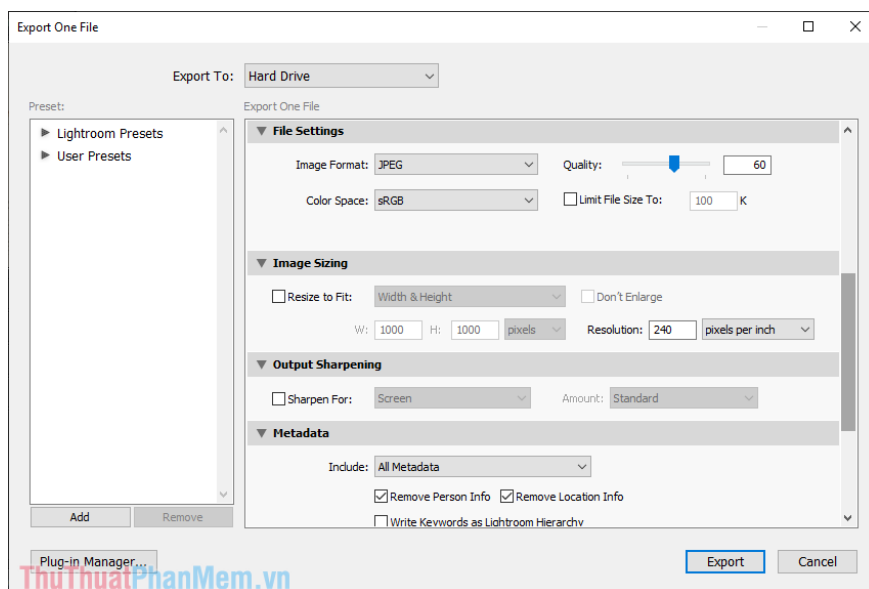 Export One File
Export To: Hard Drive
Preset:
Lightroom Presets
User Presets
Add Remove
Export One File
File Settings
Image Format: JPEG Quality: 60
Color Space: sRGB Limit File Size To: 100 K
Image Sizing
Resize to Fit: Width & Height Don't Enlarge
W: 1000 H: 1000 pixels Resolution: 240 pixels per inch
Output Sharpening
Sharpen For: Screen Amount: Standard
Metadata
Include: All Metadata
Remove Person Info Remove Location Info
Write Keywords as Lightroom Hierarchy
Plug-in Manager... Export Cancel
ThuThuatPhanMem.vn